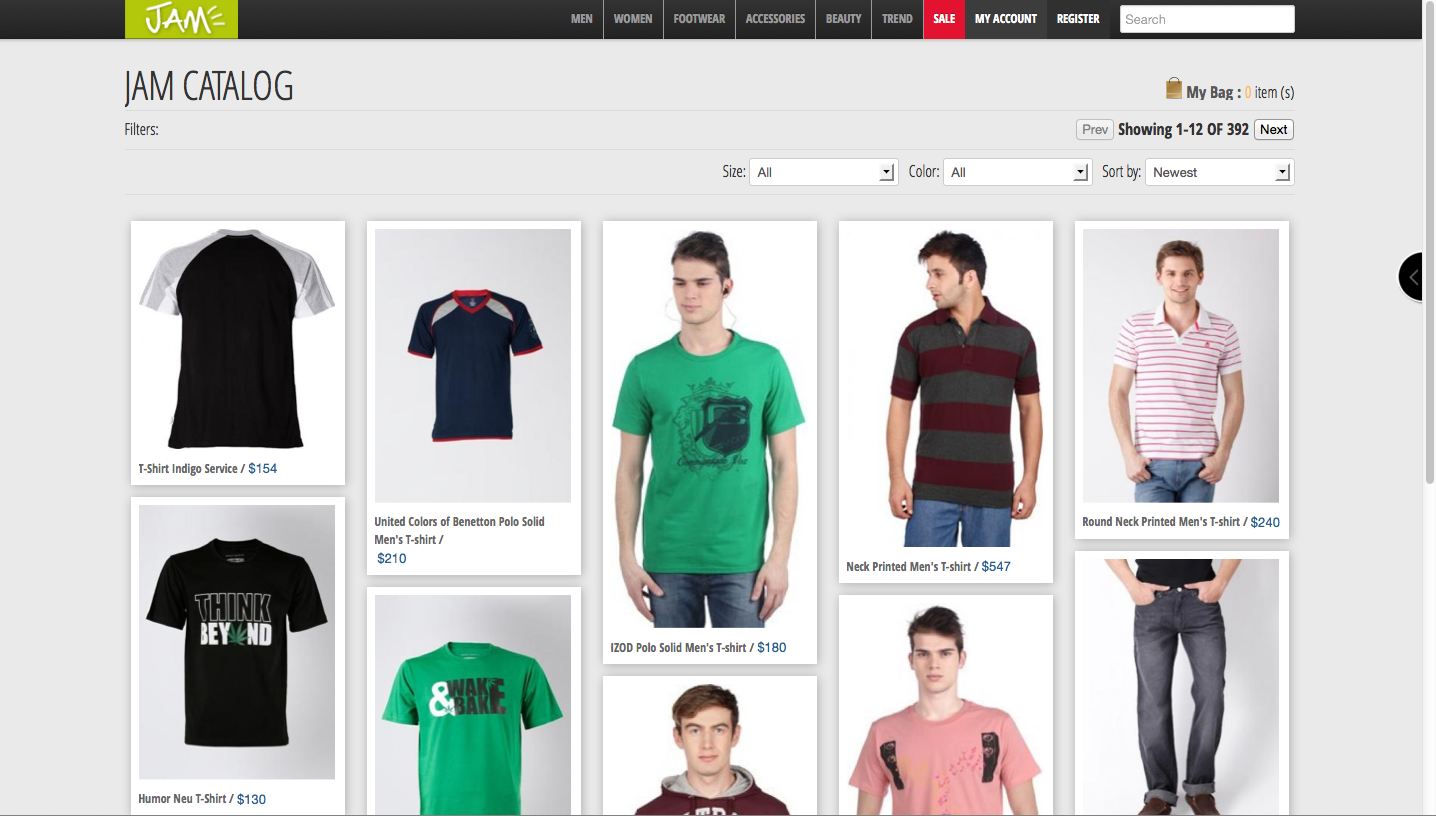 JAM
MEN
WOMEN
FOOTWEAR
ACCESSORIES
BEAUTY
TREND
SALE
MY ACCOUNT
REGISTER
Search
JAM CATALOG
My Bag : 0 item (s)
Filters:
Prev
Showing 1-12 OF 392
Next
Size:
All
Color:
All
Sort by:
Newest
T-Shirt Indigo Service / $154
United Colors of Benetton Polo Solid
Men's T-shirt /
$210
IZOD Polo Solid Men's T-shirt / $180
Neck Printed Men's T-shirt / $547
Round Neck Printed Men's T-shirt / $240
THINK
BEYOND
Humor Neu T-Shirt / $130
WAKE
&BAKE